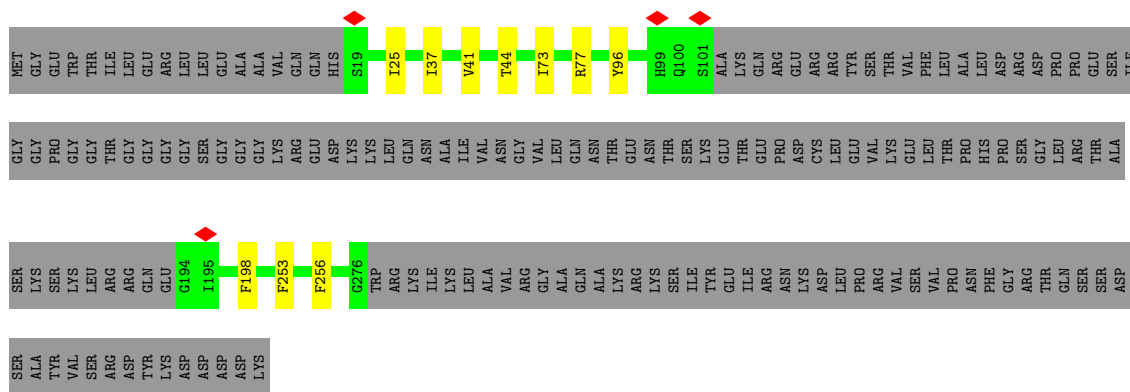 MET GLY GLU TRP THR ILE LEU GLU ARG LEU LEU GLU ALA ALA VAL GLN GLN HIS S19 I25 I37 V41 T44 I73 R77 Y96 H99 Q100 S101 ALA LYS GLN ARG GLU ARG ARG TYR SER THR VAL PHE LEU ALA LEU ASP ARG ASP PRO PRO GLU SER ILE
GLY GLY PRO GLY GLY THR GLY GLY GLY GLY SER GLY GLY GLY LYS ARG GLU ASP LYS LYS LEU GLN ASN ALA ILE VAL ASN GLY VAL LEU GLN ASN THR GLU ASN THR SER LYS GLU THR GLU PRO ASP CYS LEU GLU VAL LYS GLU LEU THR PRO HIS PRO SER GLY LEU ARG THR ALA
SER LYS SER LYS LEU ARG ARG GLN GLU G194 I195 F198 F253 F256 G276 TRP ARG LYS ILE LYS LEU ALA VAL ARG GLY ALA GLN ALA LYS ARG LYS SER ILE TYR GLU ILE ARG ASN LYS ASP LEU PRO ARG VAL SER VAL PRO ASN PHE GLY ARG THR GLN SER SER ASP
SER ALA TYR VAL SER ARG ASP TYR LYS ASP ASP ASP ASP LYS